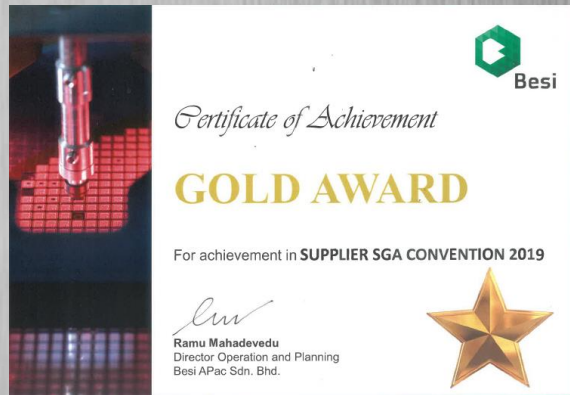 Besi
Certificate of Achievement
GOLD AWARD
For achievement in SUPPLIER SGA CONVENTION 2019
Ramu Mahadevedu
Director Operation and Planning
Besi APac Sdn. Bhd.